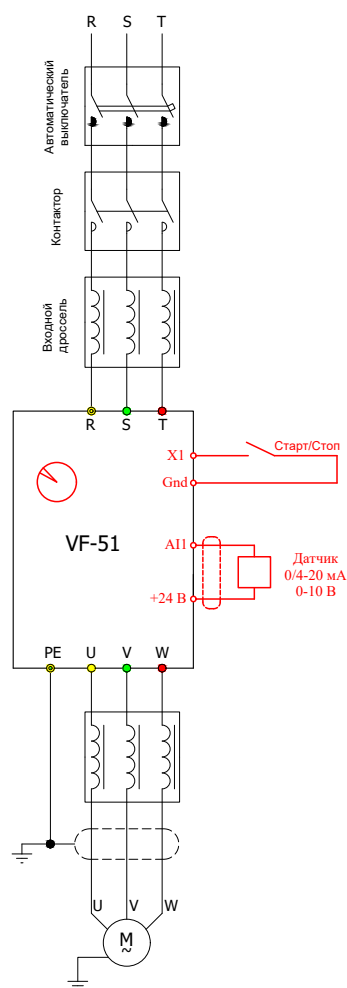 R S T
Автоматический
выключатель
Контактор
Входной
дроссель
R S T
X1
Старт/Стоп
Gnd
VF-51
AI1
Датчик
0/4-20 мА
0-10 В
+24 В
PE U V W
U V W
M
~